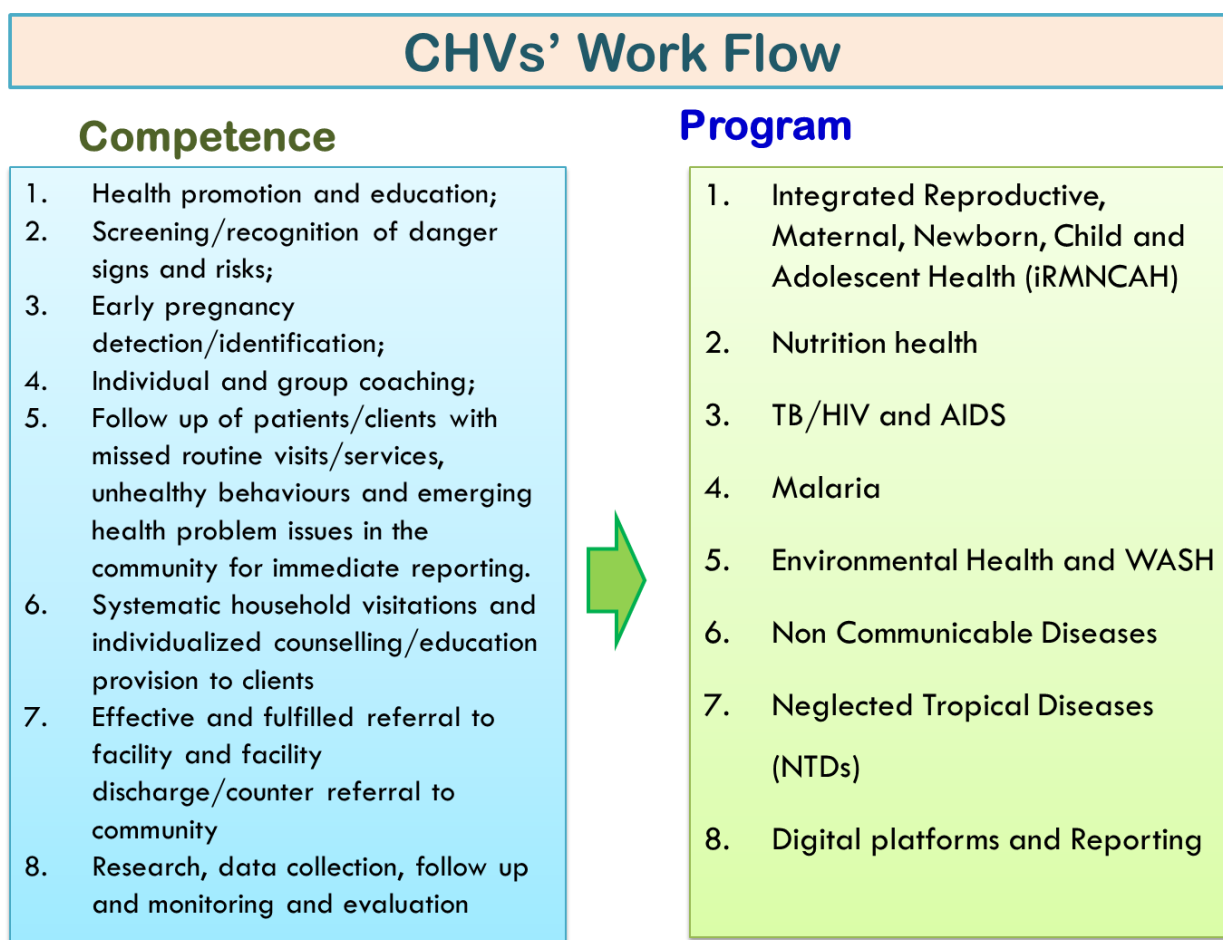 CHVs’ Work Flow
Competence
1. Health promotion and education;
2. Screening/recognition of danger
signs and risks;
3. Early pregnancy
detection/identification;
4. Individual and group coaching;
5. Follow up of patients/clients with
missed routine visits/services,
unhealthy behaviours and emerging
health problem issues in the
community for immediate reporting.
6. Systematic household visitations and
individualized counselling/education
provision to clients
7. Effective and fulfilled referral to
facility and facility
discharge/counter referral to
community
8. Research, data collection, follow up
and monitoring and evaluation
Program
1. Integrated Reproductive,
Maternal, Newborn, Child and
Adolescent Health (iRMNCAH)
2. Nutrition health
3. TB/HIV and AIDS
4. Malaria
5. Environmental Health and WASH
6. Non Communicable Diseases
7. Neglected Tropical Diseases
(NTDs)
8. Digital platforms and Reporting